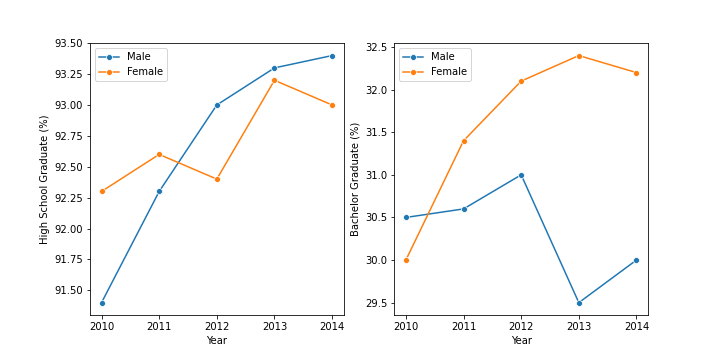 Male
Female
High School Graduate (%)
93.50
93.25
93.00
92.75
92.50
92.25
92.00
91.75
91.50
2010 2011 2012 2013 2014
Year
Male
Female
Bachelor Graduate (%)
32.5
32.0
31.5
31.0
30.5
30.0
29.5
2010 2011 2012 2013 2014
Year